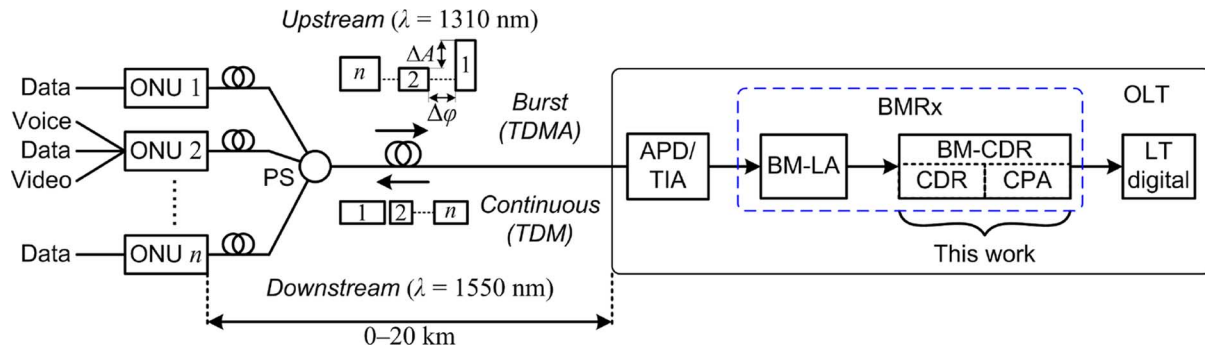 Upstream (λ = 1310 nm)
ΔA
1
n
2
Δφ
Burst
(TDMA)
Data
ONU 1
Voice
Data
Video
ONU 2
PS
Data
ONU n
1
2
n
Continuous
(TDM)
Downstream (λ = 1550 nm)
0–20 km
OLT
BMRx
APD/
TIA
BM-LA
BM-CDR
CDR
CPA
LT
digital
This work